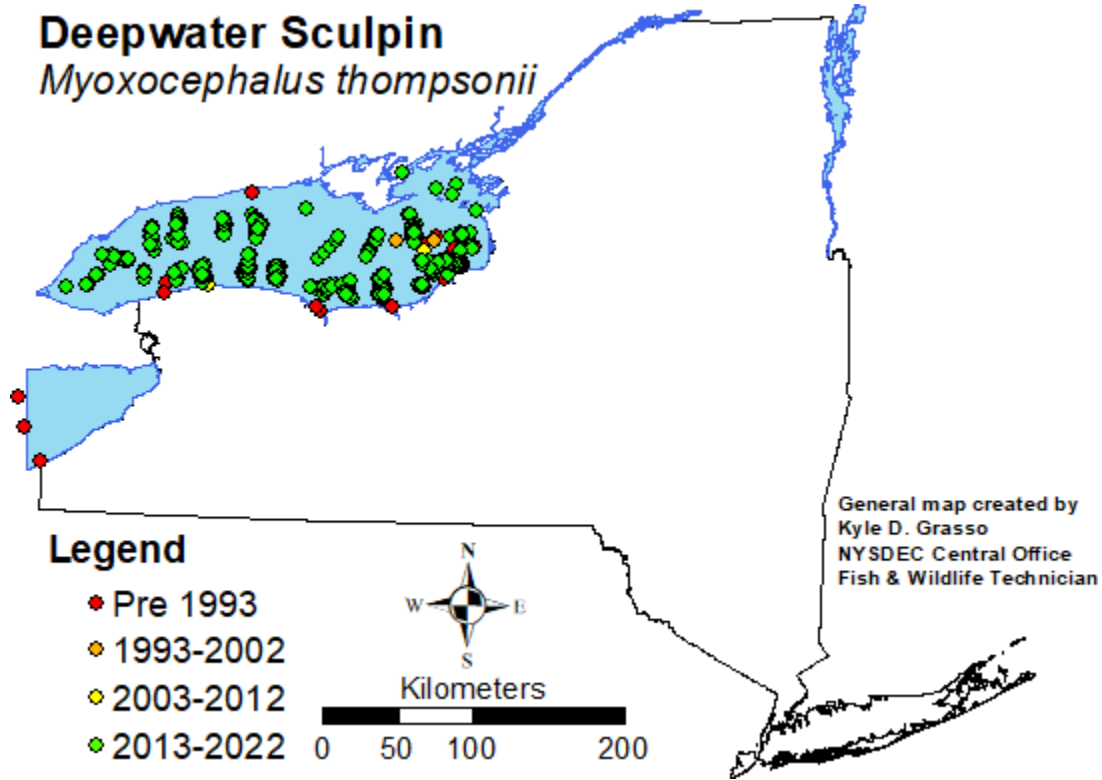 Deepwater Sculpin
Myoxocephalus thompsonii
General map created by
Kyle D. Grasso
NYSDEC Central Office
Fish & Wildlife Technician
Legend
Pre 1993
1993-2002
2003-2012
2013-2022
N
W E
S
Kilometers
0 50 100 200